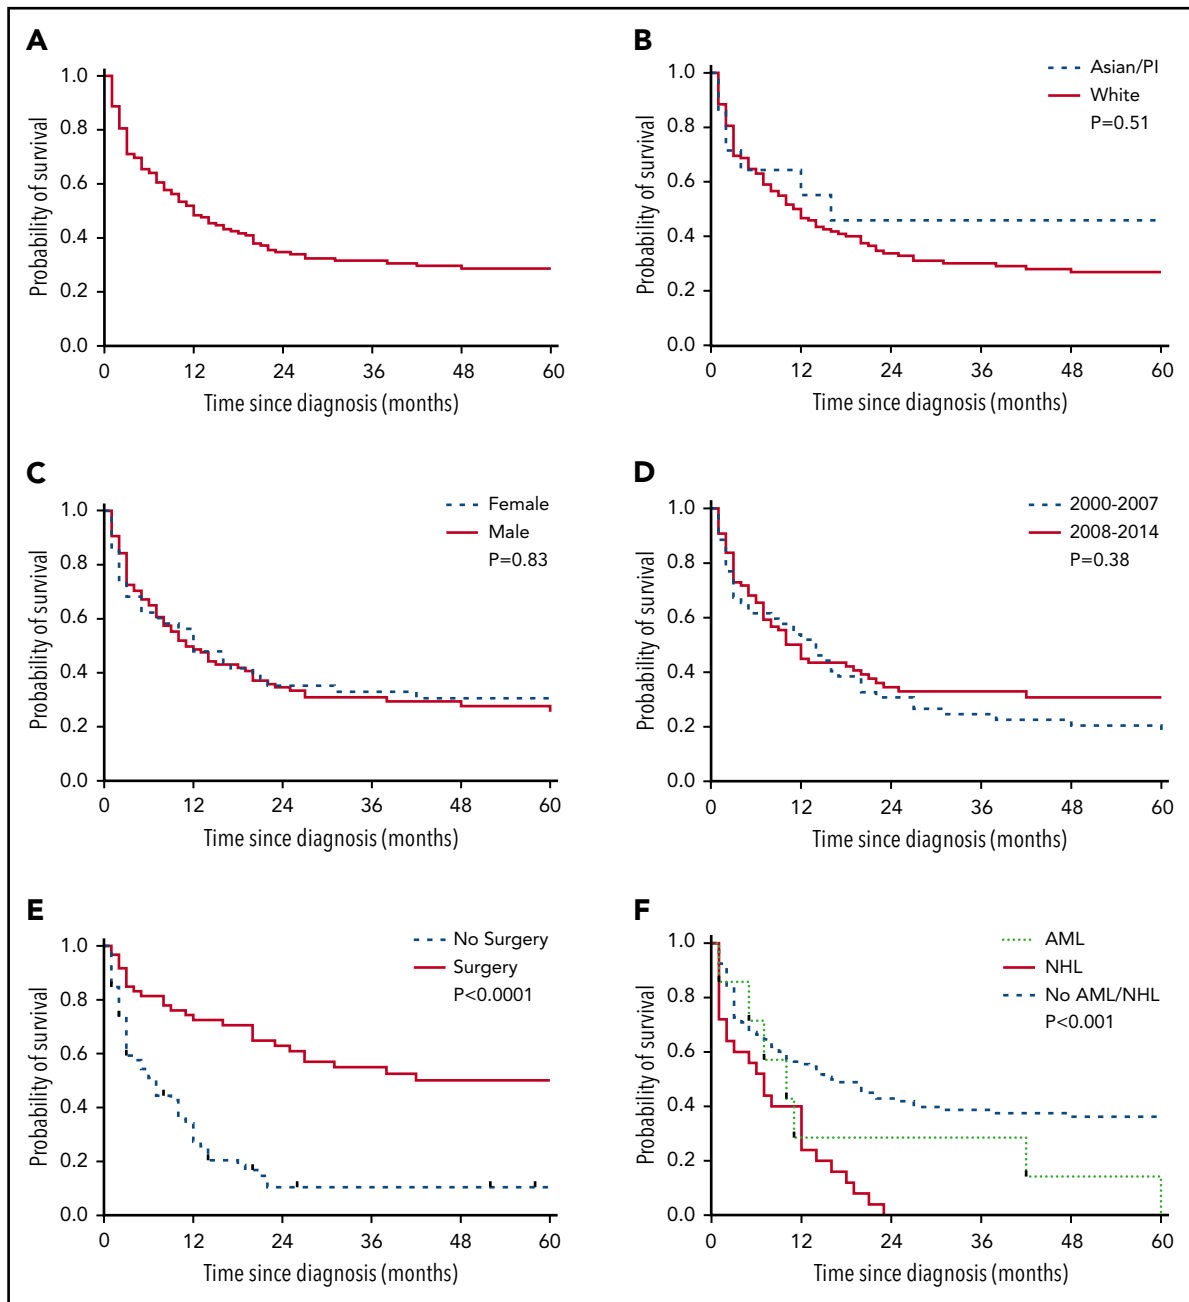 A
1.0
0.8
0.6
0.4
0.2
0.0
Probability of survival
0 12 24 36 48 60
Time since diagnosis (months)
B
Asian/PI
White
P=0.51
1.0
0.8
0.6
0.4
0.2
0.0
Probability of survival
0 12 24 36 48 60
Time since diagnosis (months)
C
Female
Male
P=0.83
1.0
0.8
0.6
0.4
0.2
0.0
Probability of survival
0 12 24 36 48 60
Time since diagnosis (months)
D
2000-2007
2008-2014
P=0.38
1.0
0.8
0.6
0.4
0.2
0.0
Probability of survival
0 12 24 36 48 60
Time since diagnosis (months)
E
No Surgery
Surgery
P<0.0001
1.0
0.8
0.6
0.4
0.2
0.0
Probability of survival
0 12 24 36 48 60
Time since diagnosis (months)
F
AML
NHL
No AML/NHL
P<0.001
1.0
0.8
0.6
0.4
0.2
0.0
Probability of survival
0 12 24 36 48 60
Time since diagnosis (months)